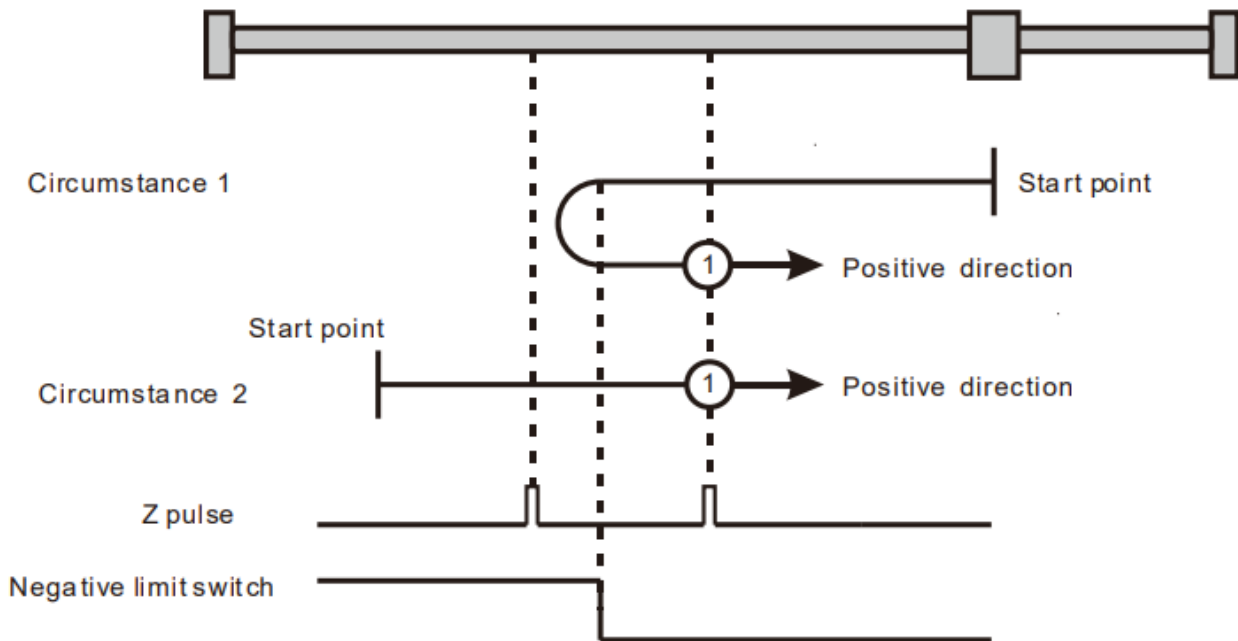 Circumstance 1
Start point
1
Positive direction
Start point
Circumstance 2
1
Positive direction
Z pulse
Negative limit switch